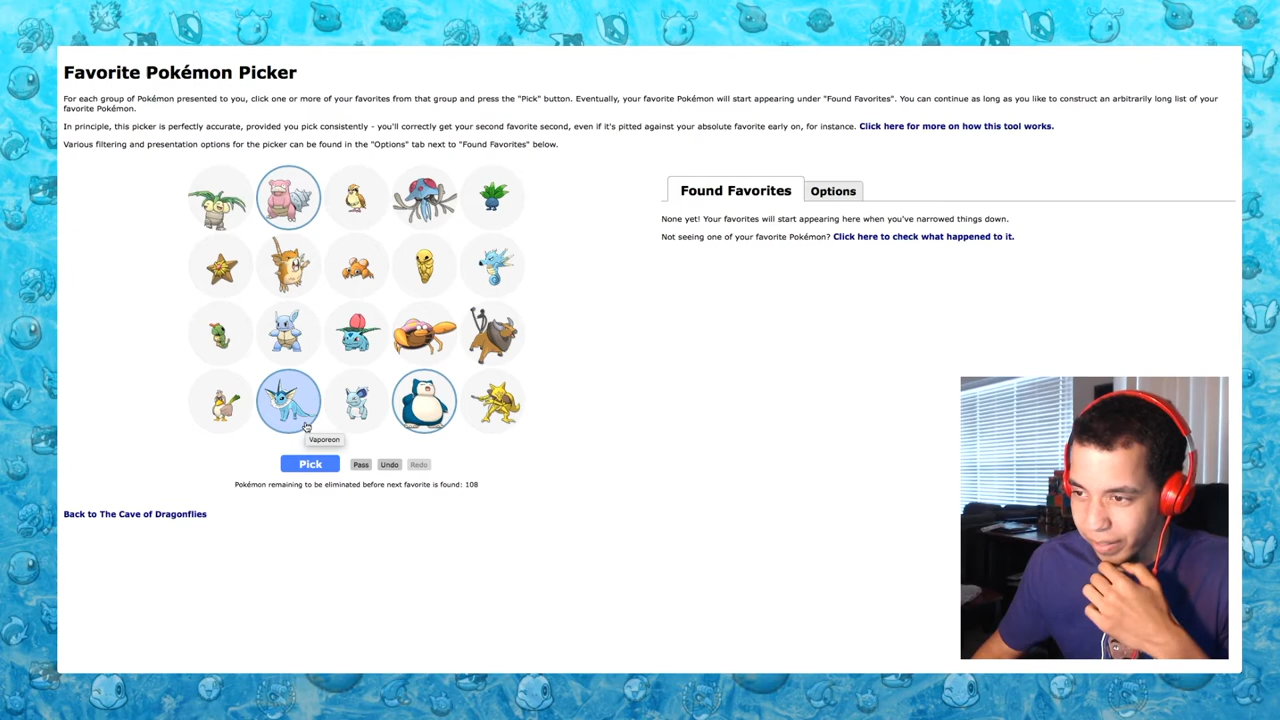 Favorite Pokémon Picker
For each group of Pokémon presented to you, click one or more of your favorites from that group and press the "Pick" button. Eventually, your favorite Pokémon will start appearing under "Found Favorites". You can continue as long as you like to construct an arbitrarily long list of your
favorite Pokémon.
In principle, this picker is perfectly accurate, provided you pick consistently - you'll correctly get your second favorite second, even if it's pitted against your absolute favorite early on, for instance. Click here for more on how this tool works.
Various filtering and presentation options for the picker can be found in the "Options" tab next to "Found Favorites" below.
Found Favorites
Options
None yet! Your favorites will start appearing here when you've narrowed things down.
Not seeing one of your favorite Pokémon? Click here to check what happened to it.
Vaporeon
Pick
Pass
Undo
Redo
Pokémon remaining to be eliminated before next favorite is found: 108
Back to The Cave of Dragonflies